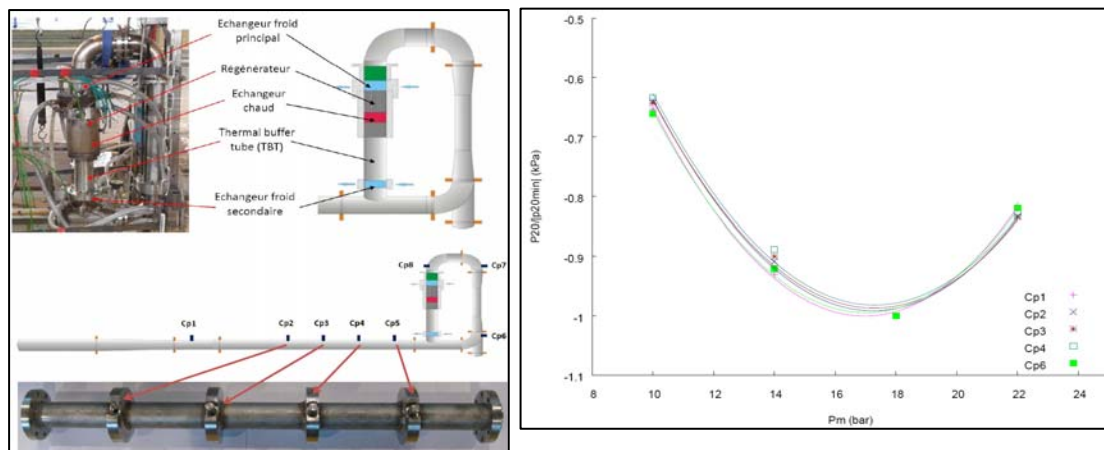 Echangeur froid
principal
Régénérateur
Echangeur
chaud
Thermal buffer
tube (TBT)
Echangeur froid
secondaire
Cp8
Cp7
Cp1
Cp2
Cp3
Cp4
Cp5
Cp6
P20/|p20min| (kPa)
-0.5
-0.6
-0.7
-0.8
-0.9
-1
-1.1
8
10
12
14
16
18
20
22
24
Pm (bar)
Cp1
Cp2
Cp3
Cp4
Cp6